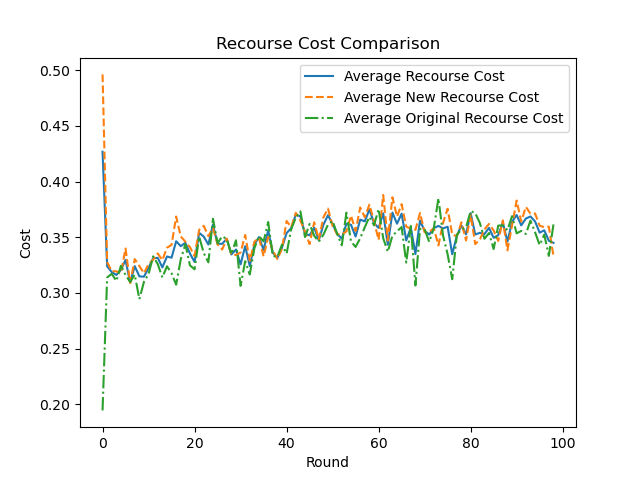 Recourse Cost Comparison
Average Recourse Cost
Average New Recourse Cost
Average Original Recourse Cost
0.50
0.45
0.40
0.35
0.30
0.25
0.20
Cost
0 20 40 60 80 100
Round